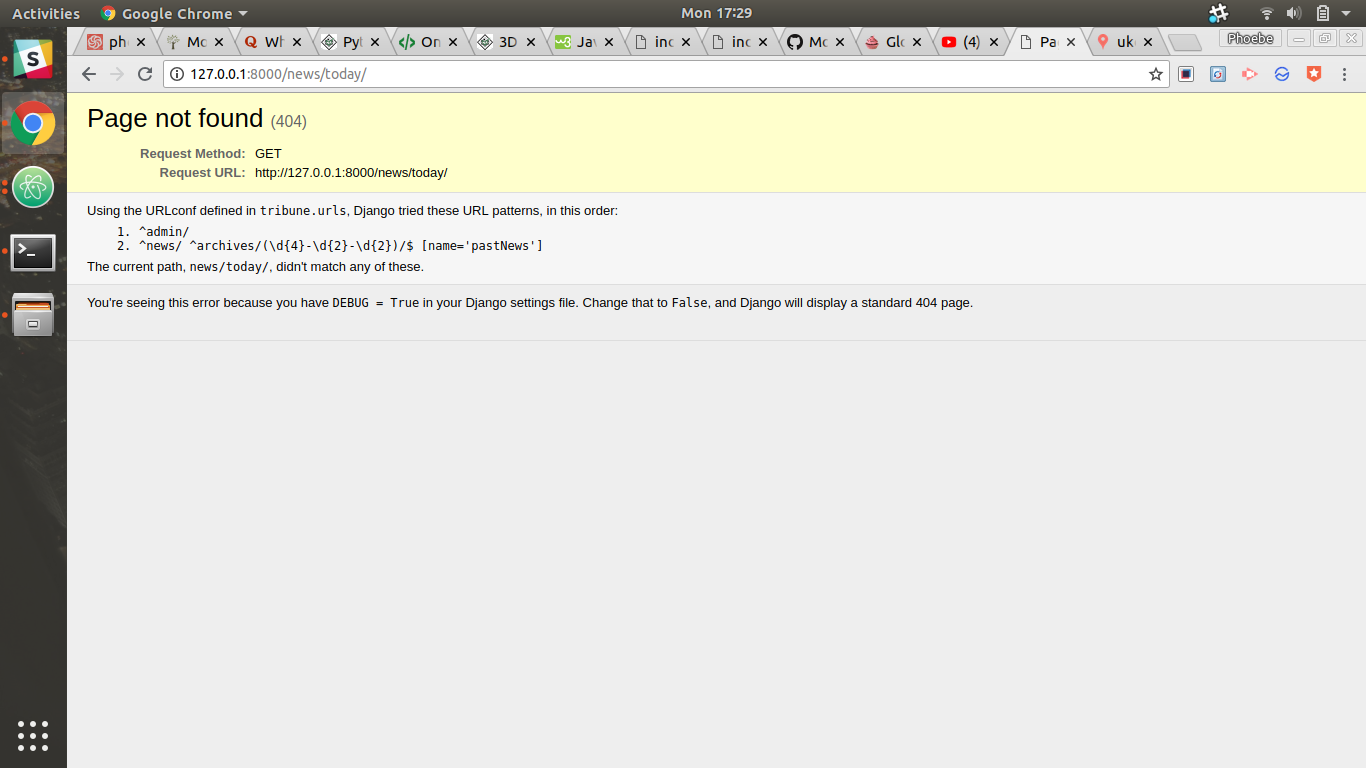 Activities Google Chrome Mon 17:29
ph Mo Q Wh Pyl On 3D w3 Jav inc inc Mo Glo (4) Pa uk Phoebe
S
127.0.0.1:8000/news/today/
Page not found (404)
Request Method: GET
Request URL: http://127.0.0.1:8000/news/today/
Using the URLconf defined in tribune.urls, Django tried these URL patterns, in this order:
1. ^admin/
2. ^news/ ^archives/(\d{4}-\d{2}-\d{2})/$ [name='pastNews']
The current path, news/today/, didn't match any of these.
You're seeing this error because you have DEBUG = True in your Django settings file. Change that to False, and Django will display a standard 404 page.